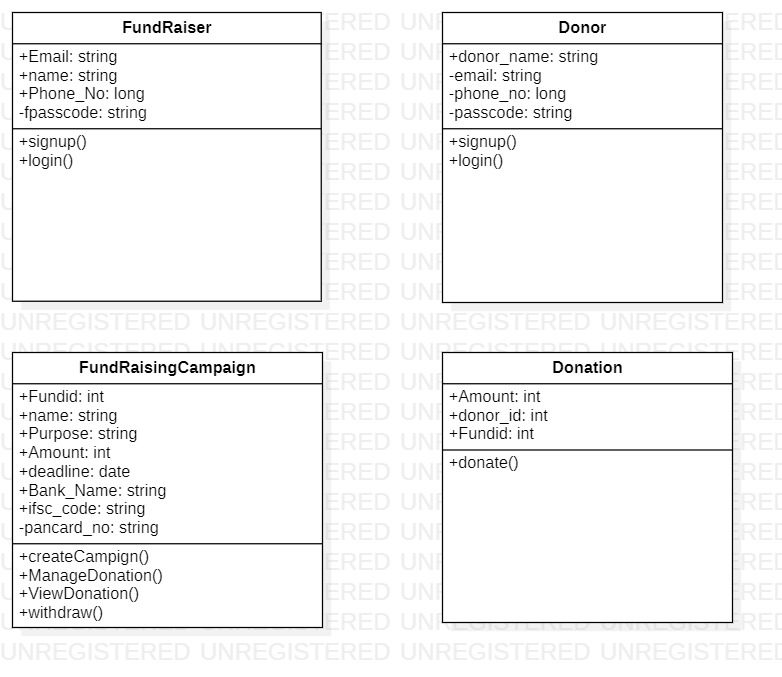 FundRaiser
+Email: string
+name: string
+Phone_No: long
-fpasscode: string
+signup()
+login()
Donor
+donor_name: string
-email: string
-phone_no: long
-passcode: string
+signup()
+login()
UNREGISTERED UNREGISTERED UNREGISTERED UNREGISTERED
FundRaisingCampaign
+Fundid: int
+name: string
+Purpose: string
+Amount: int
+deadline: date
+Bank_Name: string
+ifsc_code: string
-pancard_no: string
+createCampign()
+ManageDonation()
+ViewDonation()
+withdraw()
Donation
+Amount: int
+donor_id: int
+Fundid: int
+donate()
UNREGISTERED UNREGISTERED UNREGISTERED UNREGISTERED